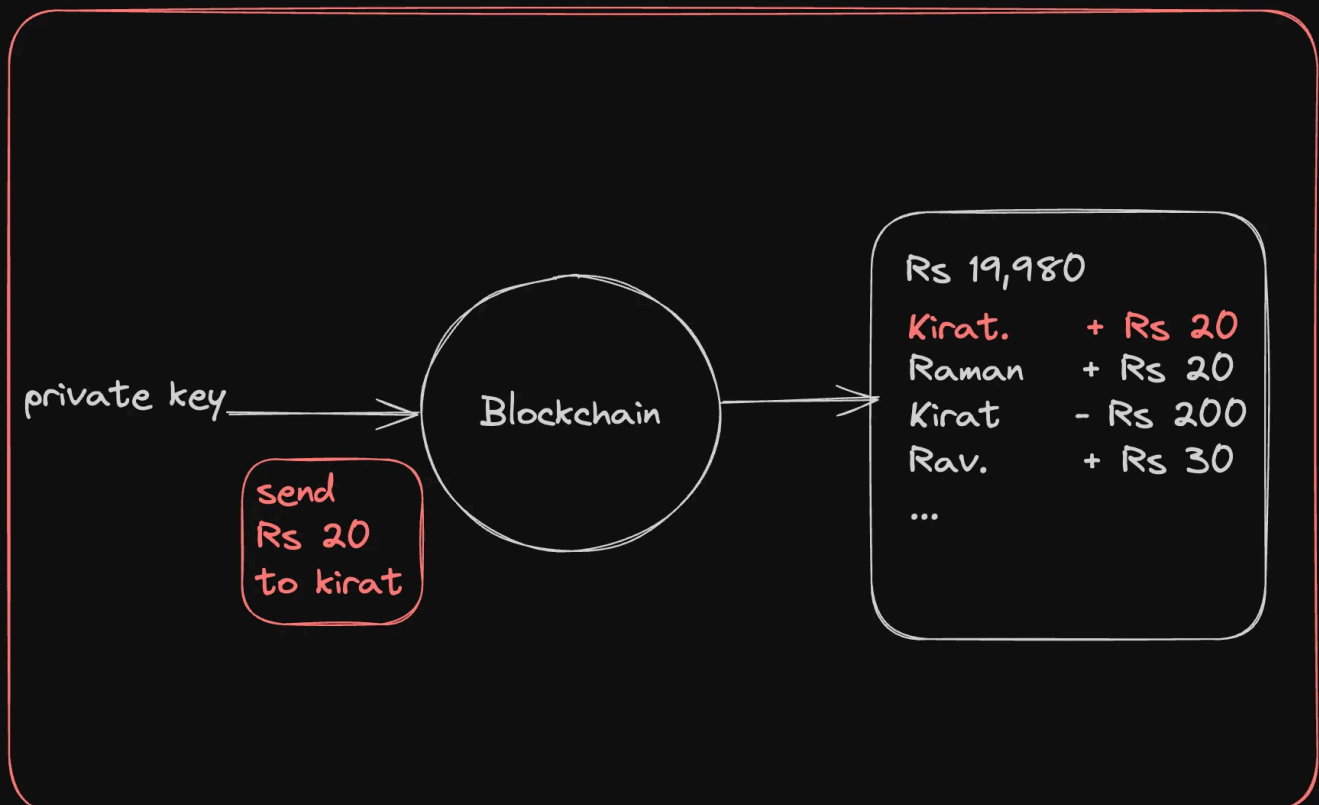 private key
send
Rs 20
to kirat
Blockchain
Rs 19,980
Kirat. + Rs 20
Raman + Rs 20
Kirat - Rs 200
Rav. + Rs 30
...